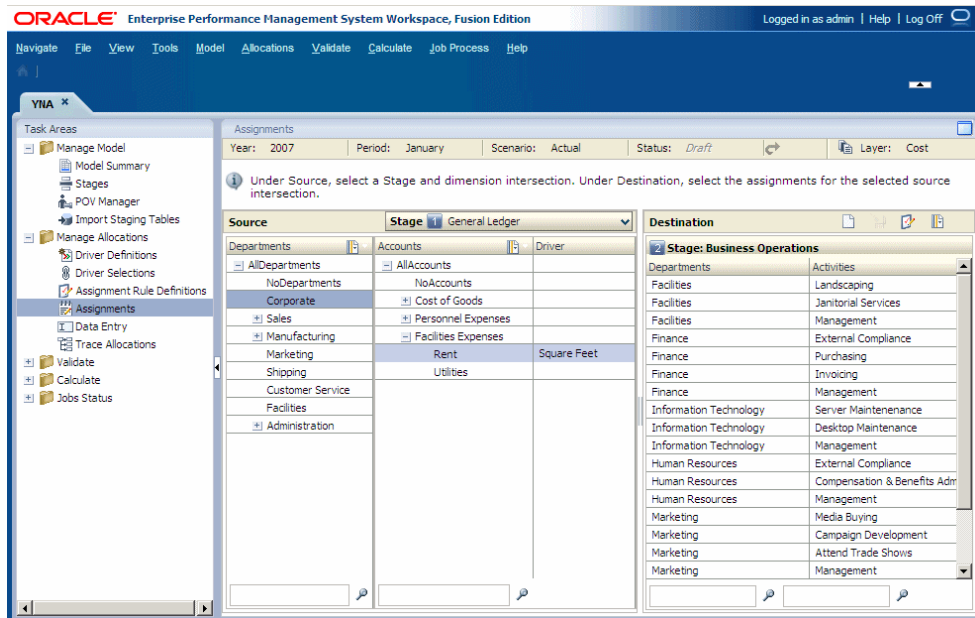 ORACLE Enterprise Performance Management System Workspace, Fusion Edition
Logged in as admin | Help | Log Off
Navigate File View Tools Model Allocations Validate Calculate Job Process Help
YNA ×
Task Areas
Manage Model
Model Summary
Stages
POV Manager
Import Staging Tables
Manage Allocations
Driver Definitions
Driver Selections
Assignment Rule Definitions
Assignments
Data Entry
Trace Allocations
Validate
Calculate
Jobs Status
Assignments
Year: 2007 Period: January Scenario: Actual Status: Draft Layer: Cost
Under Source, select a Stage and dimension intersection. Under Destination, select the assignments for the selected source
intersection.
Source
Stage 1 General Ledger
Departments
AllDepartments
NoDepartments
Corporate
Sales
Manufacturing
Marketing
Shipping
Customer Service
Facilities
Administration
Accounts Driver
AllAccounts
NoAccounts
Cost of Goods
Personnel Expenses
Facilities Expenses
Rent Square Feet
Utilities
Destination
2 Stage: Business Operations
Departments Activities
Facilities Landscaping
Facilities Janitorial Services
Facilities Management
Finance External Compliance
Finance Purchasing
Finance Invoicing
Finance Management
Information Technology Server Maintenenance
Information Technology Desktop Maintenance
Information Technology Management
Human Resources External Compliance
Human Resources Compensation & Benefits Adm
Human Resources Management
Marketing Media Buying
Marketing Campaign Development
Marketing Attend Trade Shows
Marketing Management